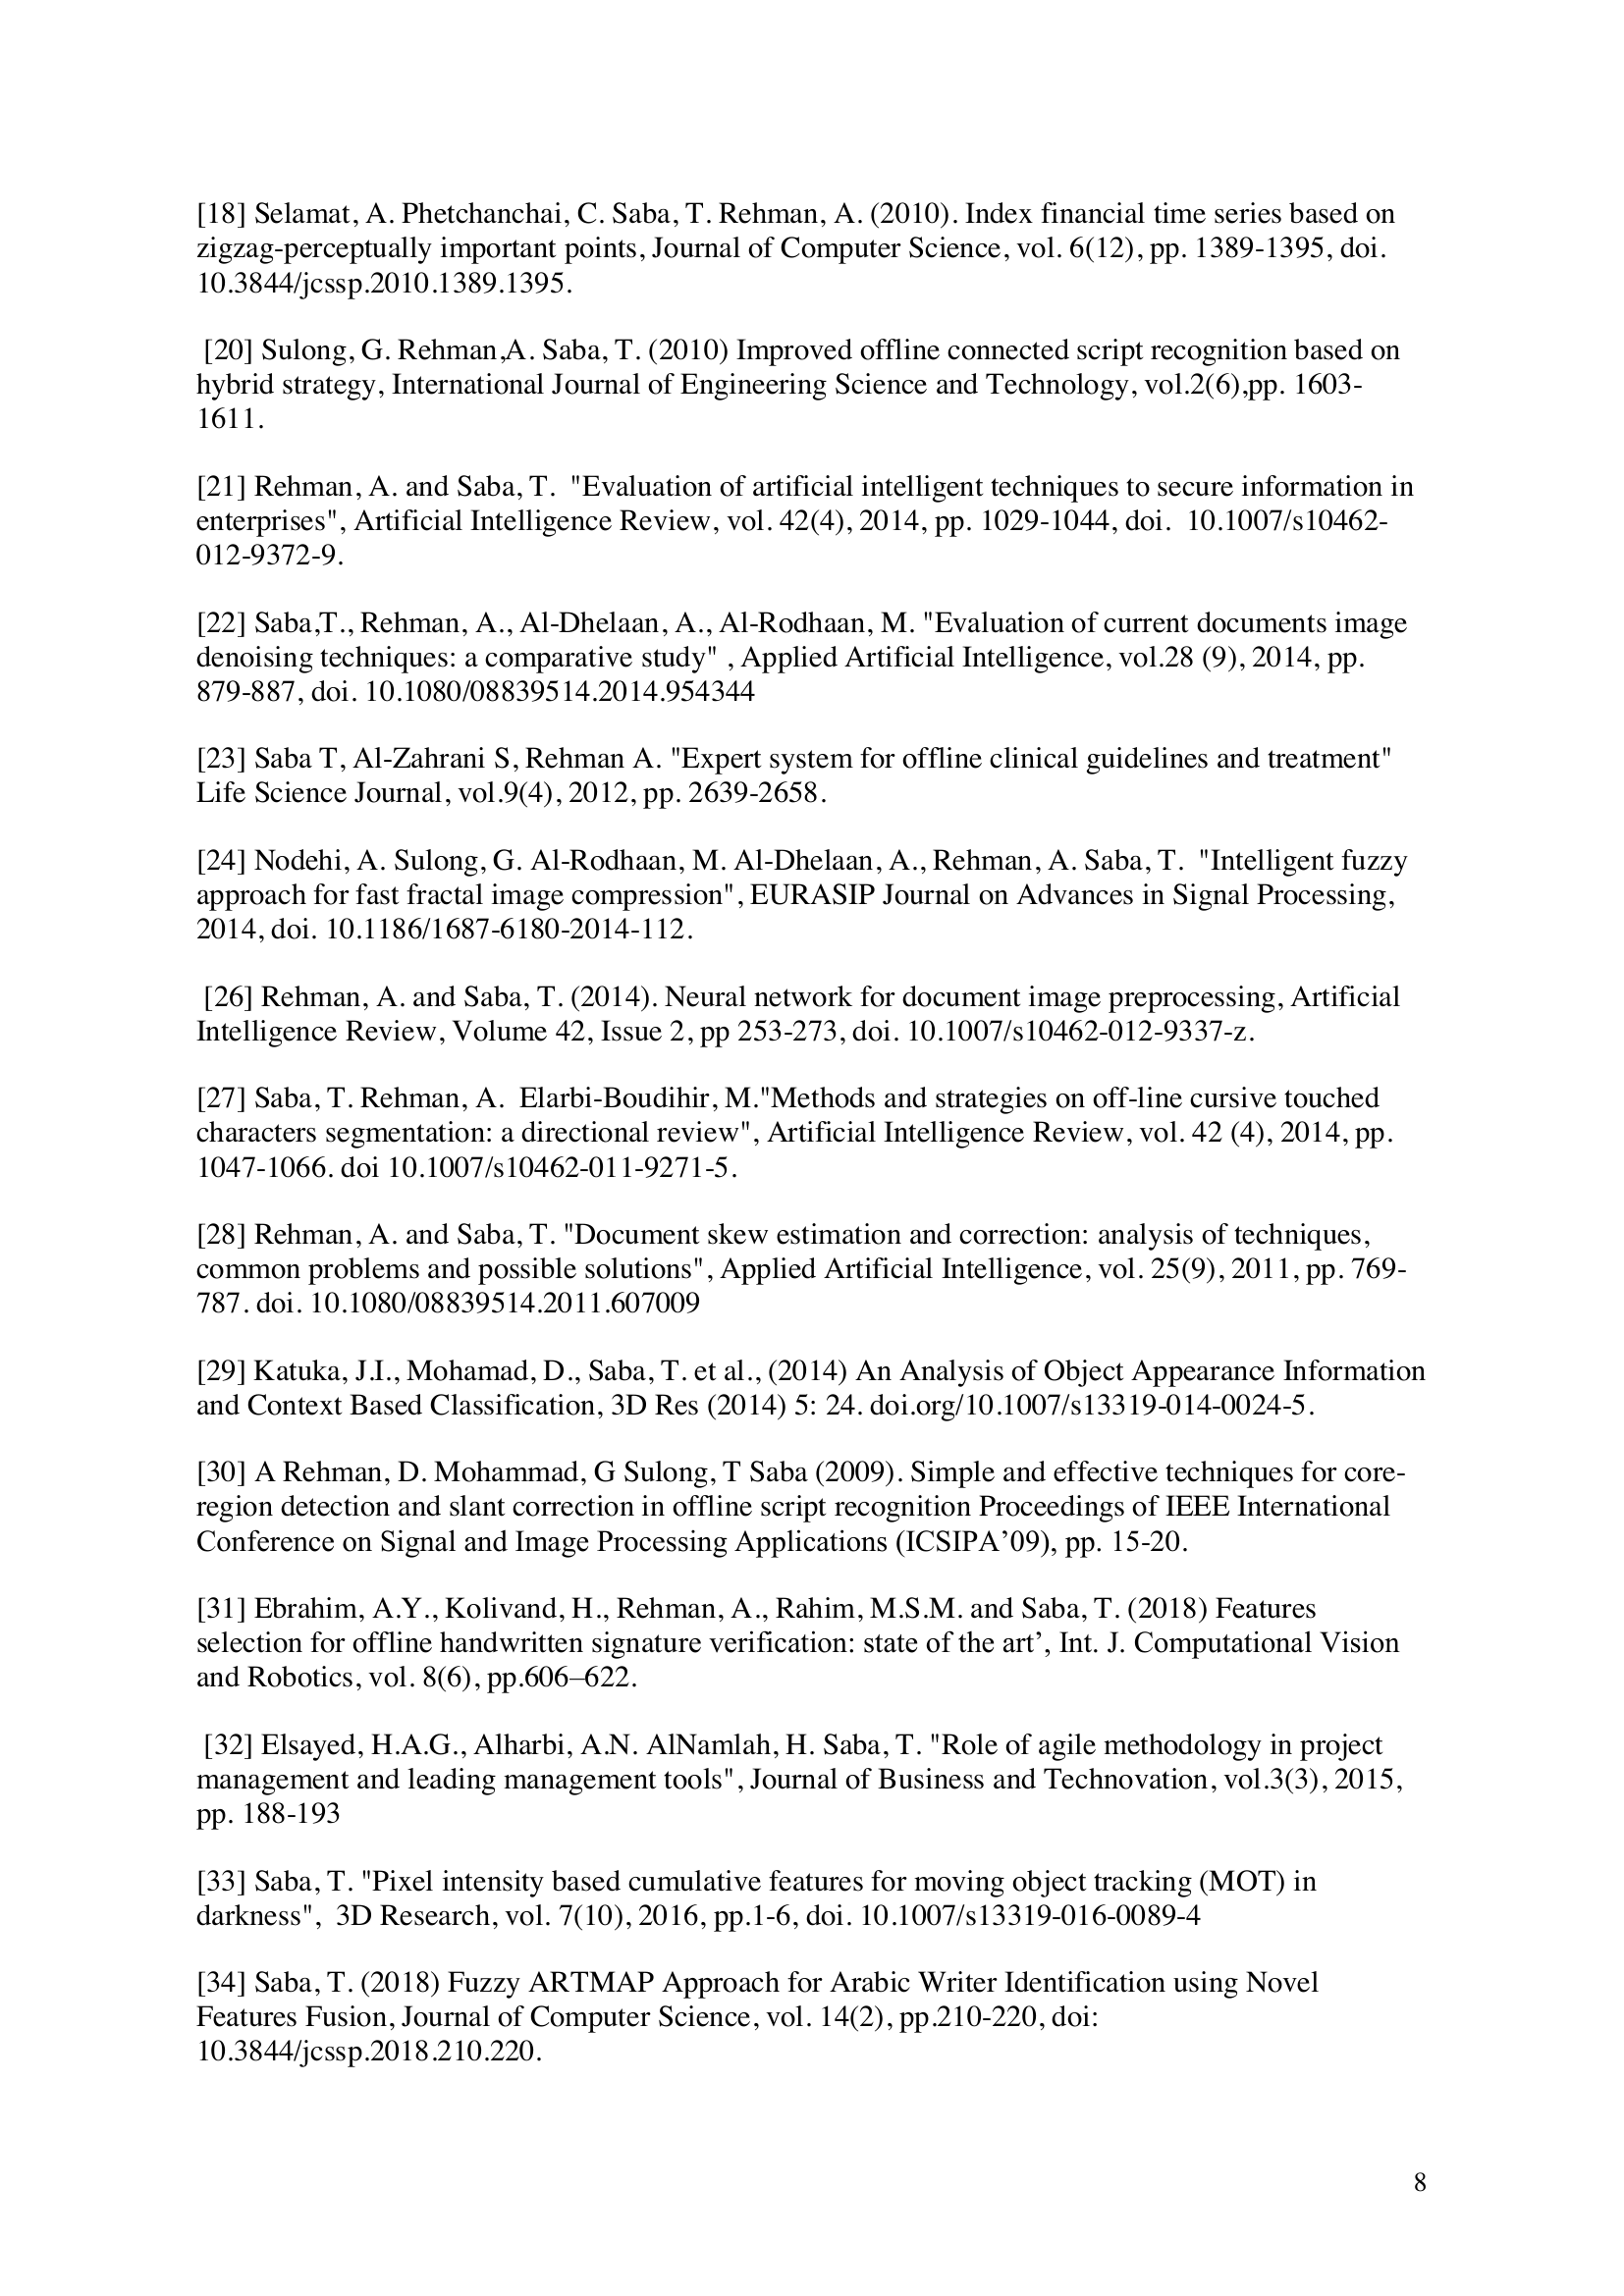 [18] Selamat, A. Phetchanchai, C. Saba, T. Rehman, A. (2010). Index financial time series based on
zigzag-perceptually important points, Journal of Computer Science, vol. 6(12), pp. 1389-1395, doi.
10.3844/jcssp.2010.1389.1395.
[20] Sulong, G. Rehman,A. Saba, T. (2010) Improved offline connected script recognition based on
hybrid strategy, International Journal of Engineering Science and Technology, vol.2(6),pp. 1603-
1611.
[21] Rehman, A. and Saba, T.  "Evaluation of artificial intelligent techniques to secure information in
enterprises", Artificial Intelligence Review, vol. 42(4), 2014, pp. 1029-1044, doi.  10.1007/s10462-
012-9372-9.
[22] Saba,T., Rehman, A., Al-Dhelaan, A., Al-Rodhaan, M. "Evaluation of current documents image
denoising techniques: a comparative study" , Applied Artificial Intelligence, vol.28 (9), 2014, pp.
879-887, doi. 10.1080/08839514.2014.954344
[23] Saba T, Al-Zahrani S, Rehman A. "Expert system for offline clinical guidelines and treatment"
Life Science Journal, vol.9(4), 2012, pp. 2639-2658.
[24] Nodehi, A. Sulong, G. Al-Rodhaan, M. Al-Dhelaan, A., Rehman, A. Saba, T.  "Intelligent fuzzy
approach for fast fractal image compression", EURASIP Journal on Advances in Signal Processing,
2014, doi. 10.1186/1687-6180-2014-112.
[26] Rehman, A. and Saba, T. (2014). Neural network for document image preprocessing, Artificial
Intelligence Review, Volume 42, Issue 2, pp 253-273, doi. 10.1007/s10462-012-9337-z.
[27] Saba, T. Rehman, A.  Elarbi-Boudihir, M."Methods and strategies on off-line cursive touched
characters segmentation: a directional review", Artificial Intelligence Review, vol. 42 (4), 2014, pp.
1047-1066. doi 10.1007/s10462-011-9271-5.
[28] Rehman, A. and Saba, T. "Document skew estimation and correction: analysis of techniques,
common problems and possible solutions", Applied Artificial Intelligence, vol. 25(9), 2011, pp. 769-
787. doi. 10.1080/08839514.2011.607009
[29] Katuka, J.I., Mohamad, D., Saba, T. et al., (2014) An Analysis of Object Appearance Information
and Context Based Classification, 3D Res (2014) 5: 24. doi.org/10.1007/s13319-014-0024-5.
[30] A Rehman, D. Mohammad, G Sulong, T Saba (2009). Simple and effective techniques for core-
region detection and slant correction in offline script recognition Proceedings of IEEE International
Conference on Signal and Image Processing Applications (ICSIPA’09), pp. 15-20.
[31] Ebrahim, A.Y., Kolivand, H., Rehman, A., Rahim, M.S.M. and Saba, T. (2018) Features
selection for offline handwritten signature verification: state of the art’, Int. J. Computational Vision
and Robotics, vol. 8(6), pp.606–622.
[32] Elsayed, H.A.G., Alharbi, A.N. AlNamlah, H. Saba, T. "Role of agile methodology in project
management and leading management tools", Journal of Business and Technovation, vol.3(3), 2015,
pp. 188-193
[33] Saba, T. "Pixel intensity based cumulative features for moving object tracking (MOT) in
darkness",  3D Research, vol. 7(10), 2016, pp.1-6, doi. 10.1007/s13319-016-0089-4
[34] Saba, T. (2018) Fuzzy ARTMAP Approach for Arabic Writer Identification using Novel
Features Fusion, Journal of Computer Science, vol. 14(2), pp.210-220, doi:
10.3844/jcssp.2018.210.220.
8